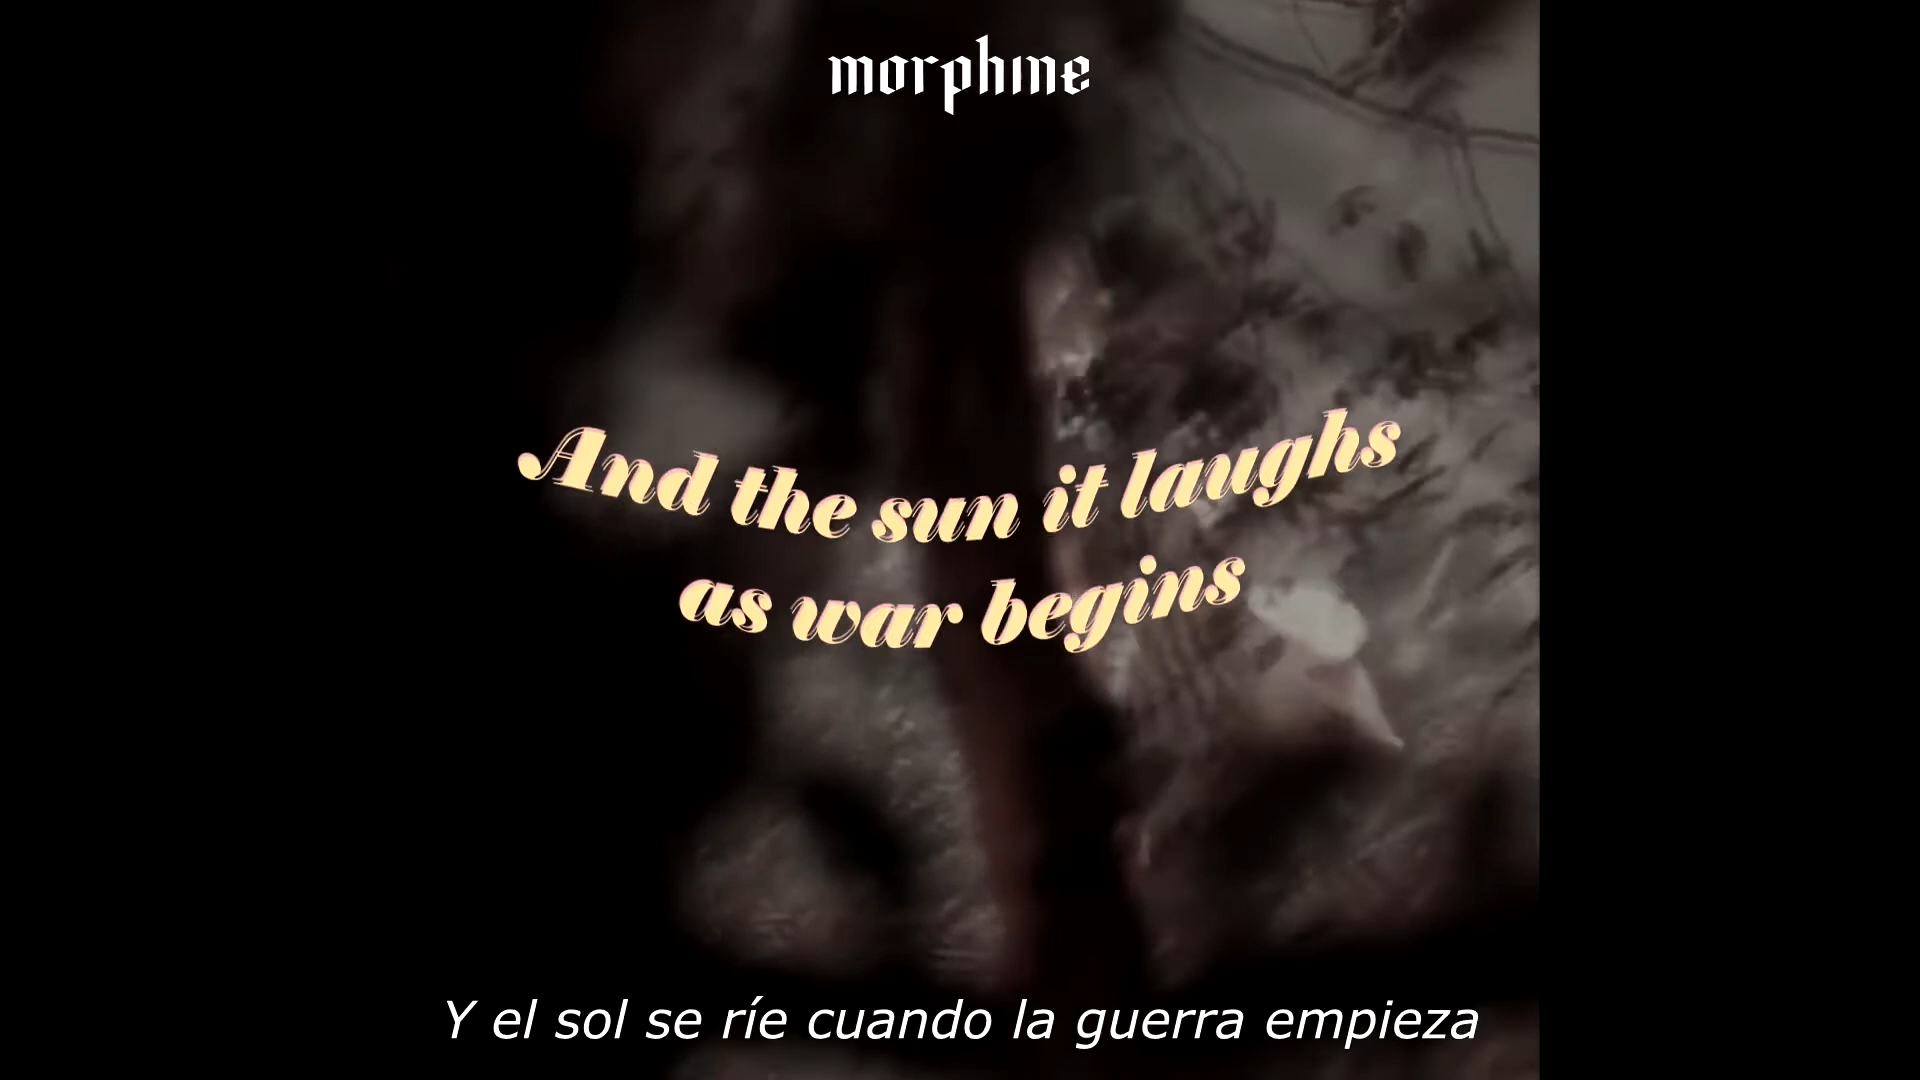 morphine
And the sun it laughs
as war begins
Y el sol se ríe cuando la guerra empieza